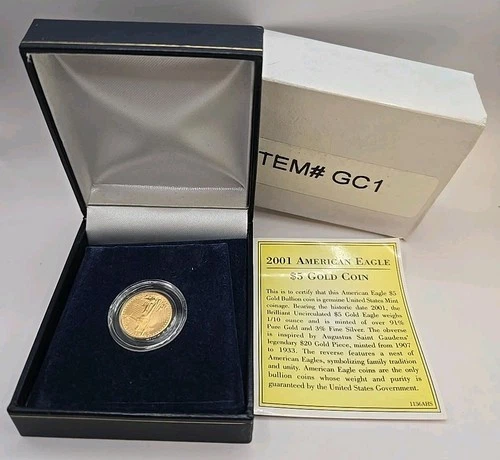 TEM# GC1
2001 AMERICAN EAGLE
$5 GOLD COIN
This is to certify that this American Eagle $5
Gold Bullion coin is genuine United States Mint
coinage. Bearing the historic date 2001, the
Brilliant Uncirculated $5 Gold Eagle weighs
1/10 ounce and is minted of over 91%
Pure Gold and 3% Fine Silver. The obverse
is inspired by Augustus Saint Gaudens'
legendary $20 Gold Piece, minted from 1907
to 1933. The reverse features a nest of
American Eagles, symbolizing family tradition
and unity. American Eagle coins are the only
bullion coins whose weight and purity is
guaranteed by the United States Government.
1136AHS